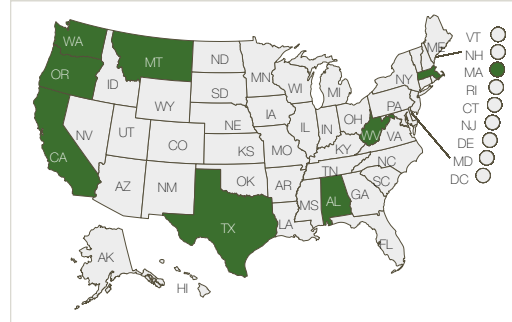 WA
MT
ND
MN
ME
VT
NH
MA
RI
CT
NJ
DE
MD
DC
OR
ID
SD
WI
MI
NY
WY
IA
PA
NV
UT
CO
NE
IL
IN
OH
WV
VA
CA
KS
MO
KY
AZ
NM
OK
AR
TN
NC
SC
TX
LA
MS
AL
GA
FL
AK
HI